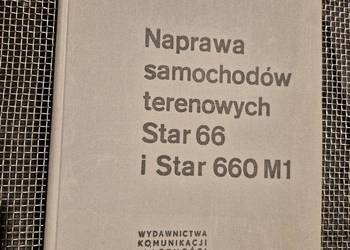 Naprawa
samochodów
terenowych
Star 66
i Star 660 M1
WYDAWNICTWA
KOMUNIKACJI